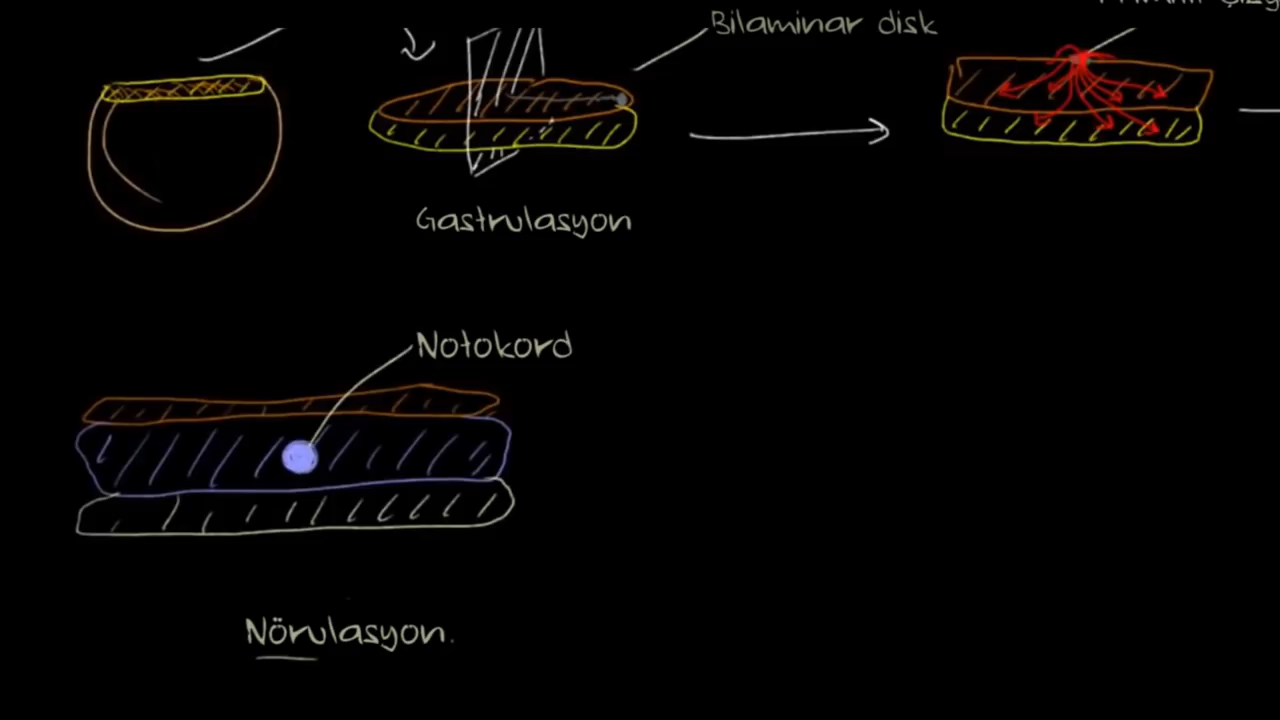 Bilaminar disk
Gastrulasyon
Notokord
Nörulasyon.